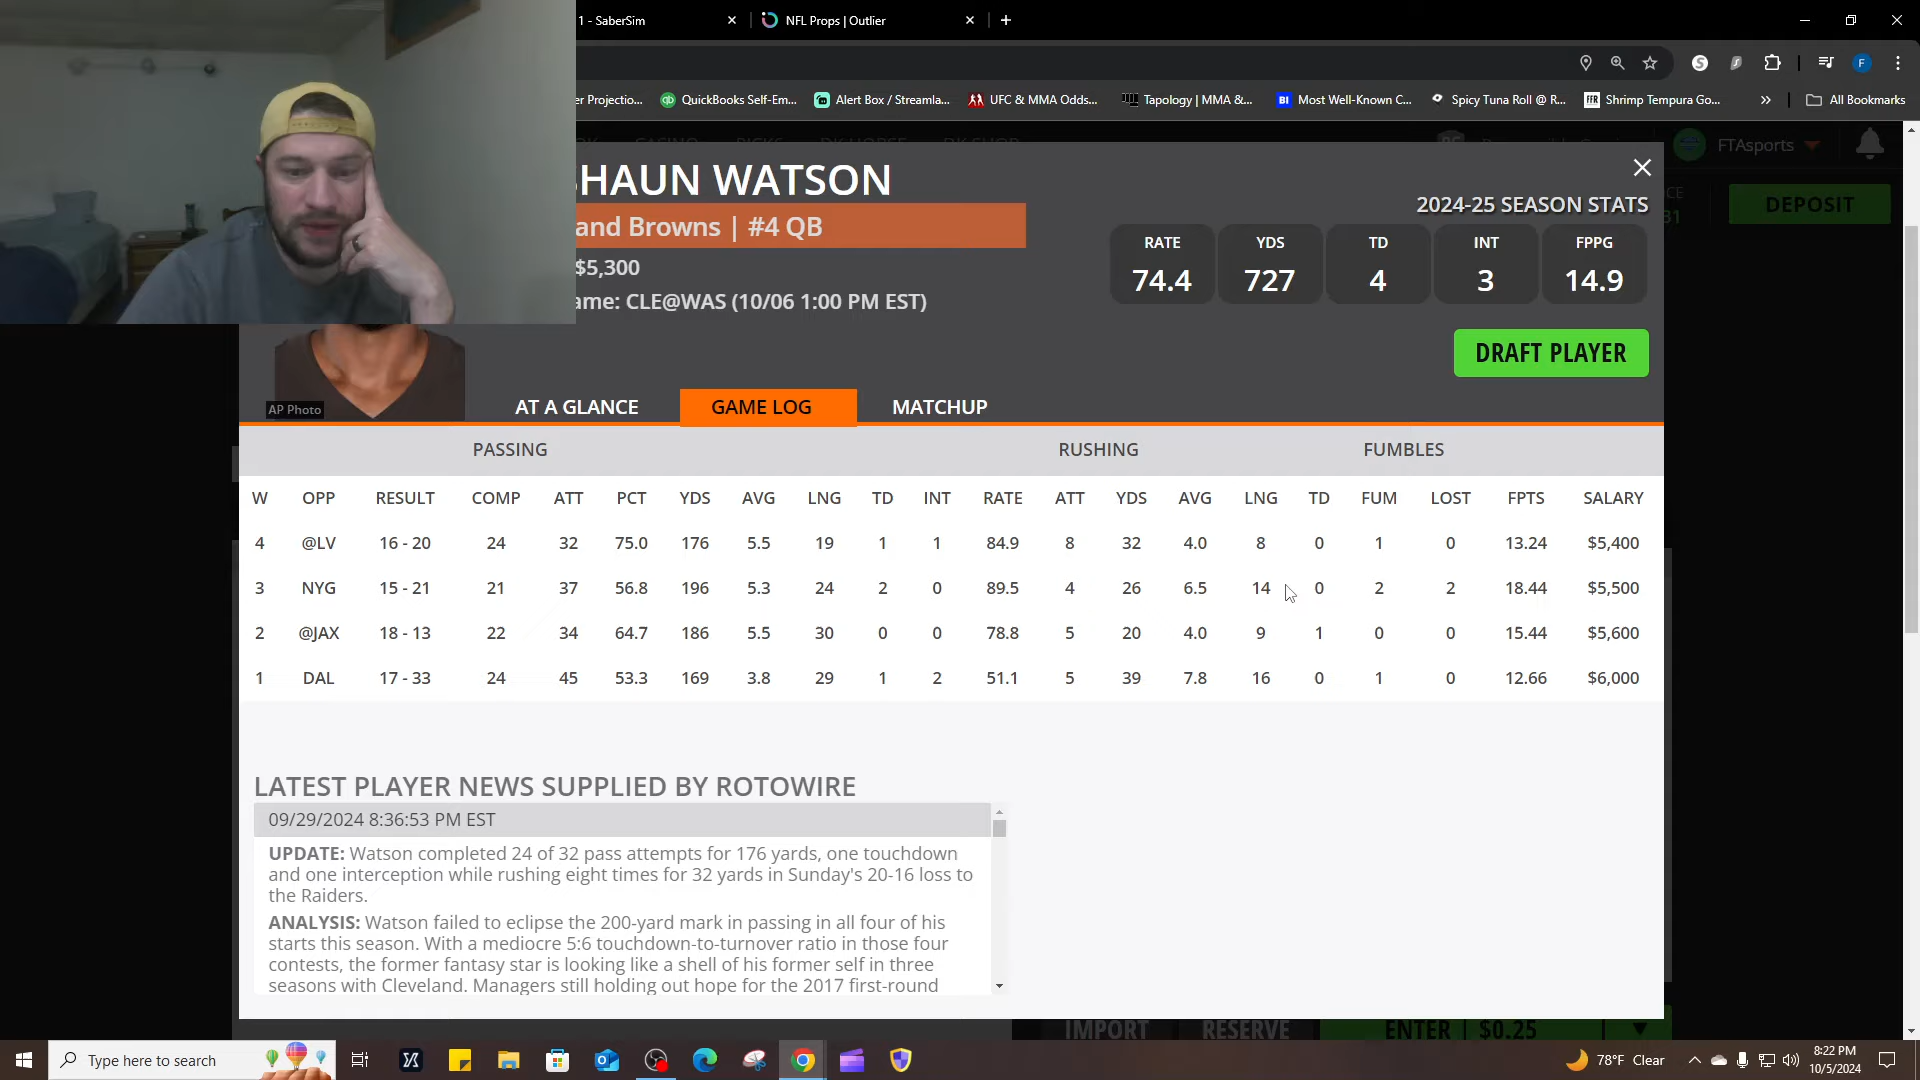 1 - SaberSim
NFL Props | Outlier
er Projectio...
QuickBooks Self-Em...
Alert Box / Streamla...
UFC & MMA Odds...
Tapology | MMA &...
BI Most Well-Known C...
Spicy Tuna Roll @ R...
FFR Shrimp Tempura Go...
All Bookmarks
FTAsports
SHAUN WATSON
and Browns | #4 QB
$5,300
ame: CLE@WAS (10/06 1:00 PM EST)
2024-25 SEASON STATS
DEPOSIT
RATE YDS TD INT FPPG
74.4 727 4 3 14.9
DRAFT PLAYER
AP Photo
AT A GLANCE GAME LOG MATCHUP
PASSING RUSHING FUMBLES
W OPP RESULT COMP ATT PCT YDS AVG LNG TD INT RATE ATT YDS AVG LNG TD FUM LOST FPTS SALARY
4 @LV 16 - 20 24 32 75.0 176 5.5 19 1 1 84.9 8 32 4.0 8 0 1 0 13.24 $5,400
3 NYG 15 - 21 21 37 56.8 196 5.3 24 2 0 89.5 4 26 6.5 14 0 2 2 18.44 $5,500
2 @JAX 18 - 13 22 34 64.7 186 5.5 30 0 0 78.8 5 20 4.0 9 1 0 0 15.44 $5,600
1 DAL 17 - 33 24 45 53.3 169 3.8 29 1 2 51.1 5 39 7.8 16 0 1 0 12.66 $6,000
LATEST PLAYER NEWS SUPPLIED BY ROTOWIRE
09/29/2024 8:36:53 PM EST
UPDATE: Watson completed 24 of 32 pass attempts for 176 yards, one touchdown
and one interception while rushing eight times for 32 yards in Sunday's 20-16 loss to
the Raiders.
ANALYSIS: Watson failed to eclipse the 200-yard mark in passing in all four of his
starts this season. With a mediocre 5:6 touchdown-to-turnover ratio in those four
contests, the former fantasy star is looking like a shell of his former self in three
seasons with Cleveland. Managers still holding out hope for the 2017 first-round
IMPORT RESERVE ENTER | $0.25
Type here to search
78°F Clear
8:22 PM
10/5/2024